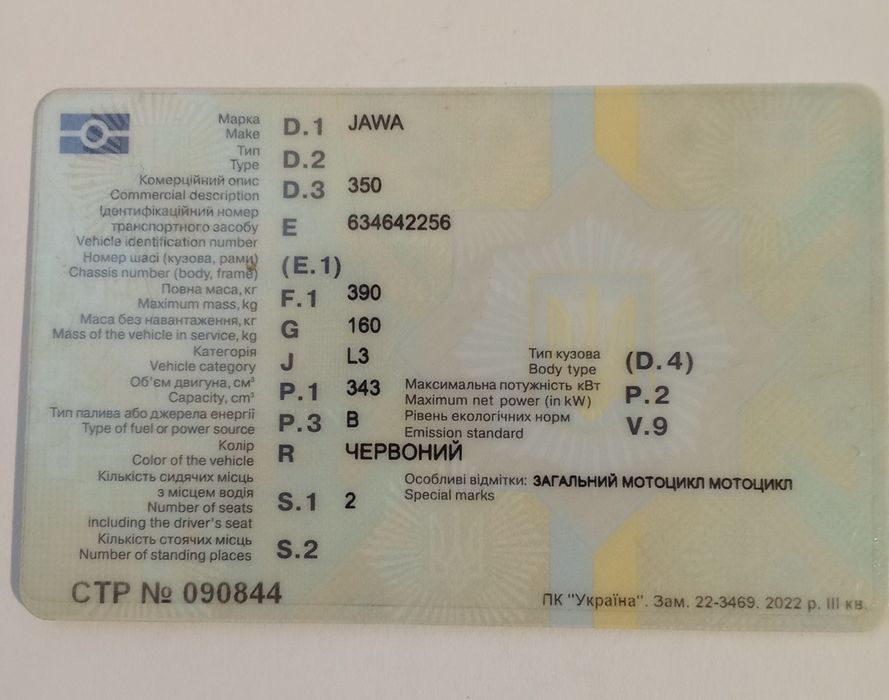 Марка
Make D.1 JAWA
Тип
Type D.2
Комерційний опис
Commercial description D.3 350
Ідентифікаційний номер
транспортного засобу
Vehicle identification number E 634642256
Номер шасі (кузова, рами)
Chassis number (body, frame) (E.1)
Повна маса, кг
Maximum mass, kg F.1 390
Маса без навантаження, кг
Mass of the vehicle in service, kg G 160
Категорія
Vehicle category J L3
Тип кузова
Body type (D.4)
Об'єм двигуна, см³
Capacity, cm³ P.1 343
Максимальна потужність кВт
Maximum net power (in kW) P.2
Тип палива або джерела енергії
Type of fuel or power source P.3 B
Рівень екологічних норм
Emission standard V.9
Колір
Color of the vehicle R ЧЕРВОНИЙ
Кількість сидячих місць
з місцем водія
Number of seats
including the driver's seat S.1 2
Особливі відмітки: ЗАГАЛЬНИЙ МОТОЦИКЛ МОТОЦИКЛ
Special marks
Кількість стоячих місць
Number of standing places S.2
СТР № 090844
ПК "Україна". Зам. 22-3469. 2022 р. III кв.